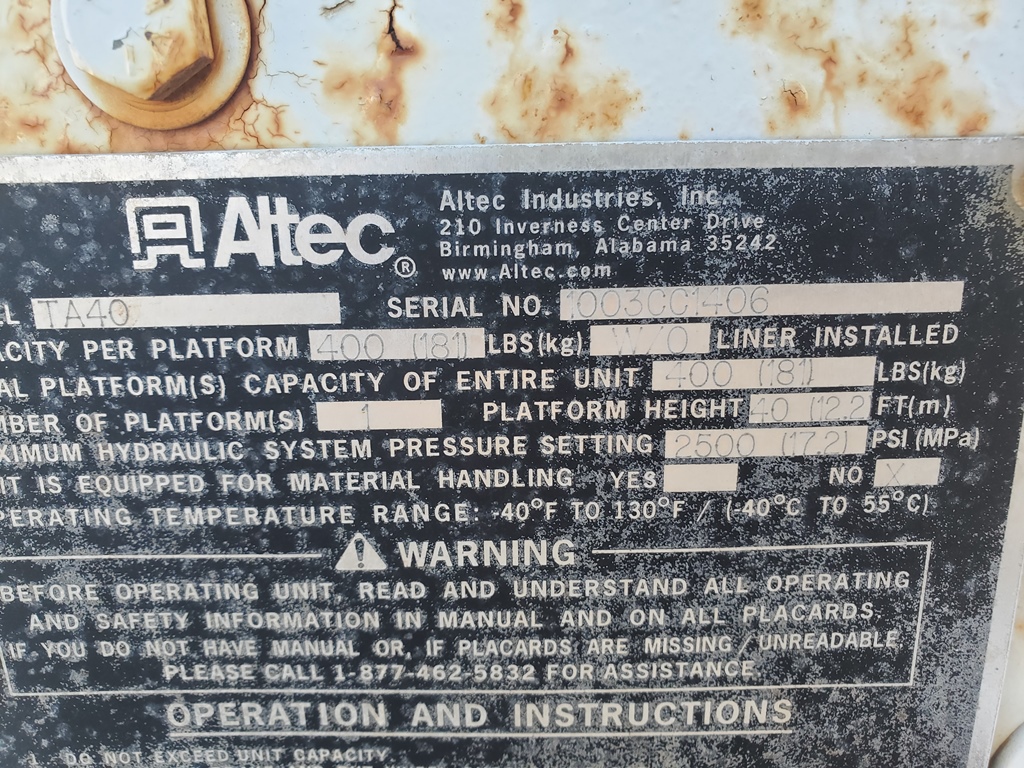 Altec®
Altec Industries, Inc.
210 Inverness Center Drive
Birmingham, Alabama 35242
www.Altec.com
L TA40 SERIAL NO. 1003CC1406
ACITY PER PLATFORM 400 (181) LBS(kg) W/O LINER INSTALLED
AL PLATFORM(S) CAPACITY OF ENTIRE UNIT 400 (181) LBS(kg)
MBER OF PLATFORM(S) 1 PLATFORM HEIGHT 40 (12.2 FT(m)
XIMUM HYDRAULIC SYSTEM PRESSURE SETTING 2500 (17.2) PSI (MPa)
IT IS EQUIPPED FOR MATERIAL HANDLING YES NO X
PERATING TEMPERATURE RANGE: -40°F TO 130°F / (-40°C TO 55°C)
WARNING
BEFORE OPERATING UNIT, READ AND UNDERSTAND ALL OPERATING
AND SAFETY INFORMATION IN MANUAL AND ON ALL PLACARDS.
IF YOU DO NOT HAVE MANUAL OR, IF PLACARDS ARE MISSING/UNREADABLE
PLEASE CALL 1-877-462-5832 FOR ASSISTANCE.
OPERATION AND INSTRUCTIONS
1. DO NOT EXCEED UNIT CAPACITY